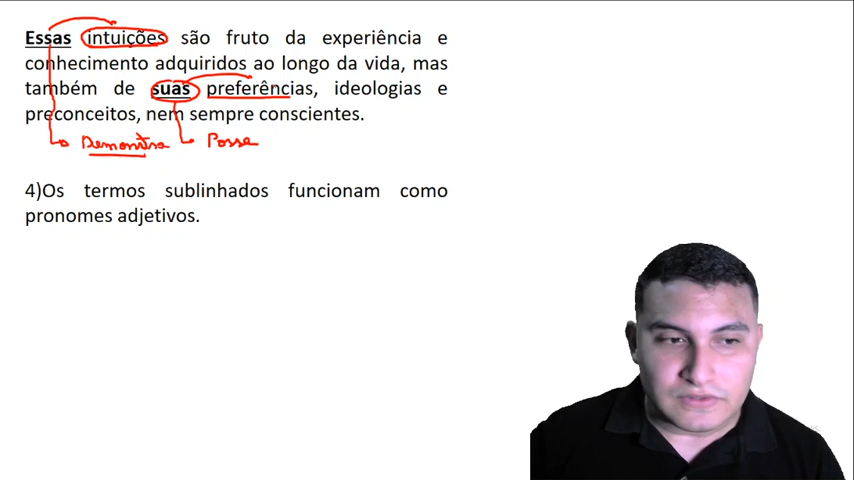 Essas intuições são fruto da experiência e
conhecimento adquiridos ao longo da vida, mas
também de suas preferências, ideologias e
preconceitos, nem sempre conscientes.
Demonstra Posse
4)Os termos sublinhados funcionam como
pronomes adjetivos.